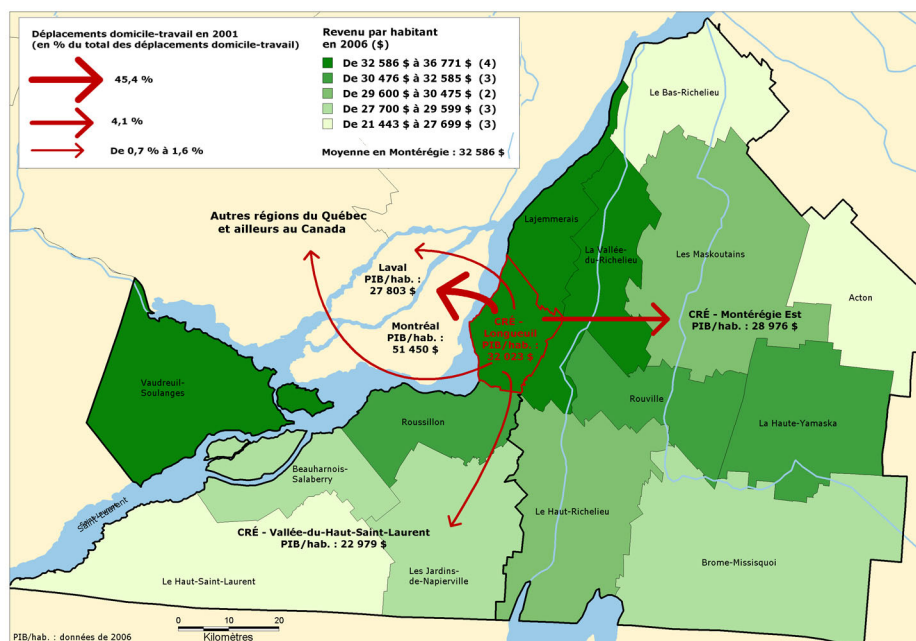 Déplacements domicile-travail en 2001
(en % du total des déplacements domicile-travail)
45,4 %
4,1 %
De 0,7 % à 1,6 %
Revenu par habitant
en 2006 ($)
De 32 586 $ à 36 771 $ (4)
De 30 476 $ à 32 585 $ (3)
De 29 600 $ à 30 475 $ (2)
De 27 700 $ à 29 599 $ (3)
De 21 443 $ à 27 699 $ (3)
Moyenne en Montérégie : 32 586 $
Le Bas-Richelieu
Autres régions du Québec
et ailleurs au Canada
Lajemmerais
La Vallée-
du-Richelieu
Les Maskoutains
Acton
Laval
PIB/hab. :
27 803 $
Montréal
PIB/hab. :
51 450 $
CRÉ -
Longueuil
PIB/hab. :
32 023 $
CRÉ - Montérégie Est
PIB/hab. : 28 976 $
Vaudreuil-
Soulanges
Roussillon
Rouville
La Haute-Yamaska
Beauharnois-
Salaberry
Saint-Laurent
CRÉ - Vallée-du-Haut-Saint-Laurent
PIB/hab. : 22 979 $
Le Haut-Richelieu
Brome-Missisquoi
Le Haut-Saint-Laurent
Les Jardins-
de-Napierville
PIB/hab. : données de 2006
0 10 20
Kilomètres